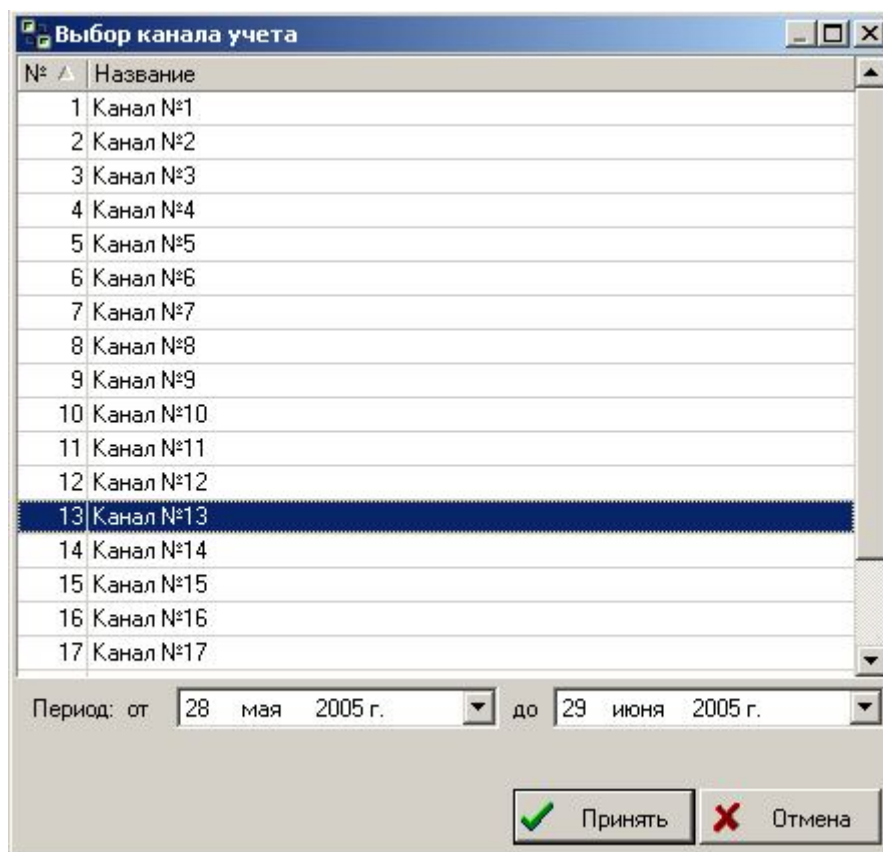 Выбор канала учета
№ Название
1 Канал №1
2 Канал №2
3 Канал №3
4 Канал №4
5 Канал №5
6 Канал №6
7 Канал №7
8 Канал №8
9 Канал №9
10 Канал №10
11 Канал №11
12 Канал №12
13 Канал №13
14 Канал №14
15 Канал №15
16 Канал №16
17 Канал №17
Период: от 28 мая 2005 г. до 29 июня 2005 г.
Принять Отмена